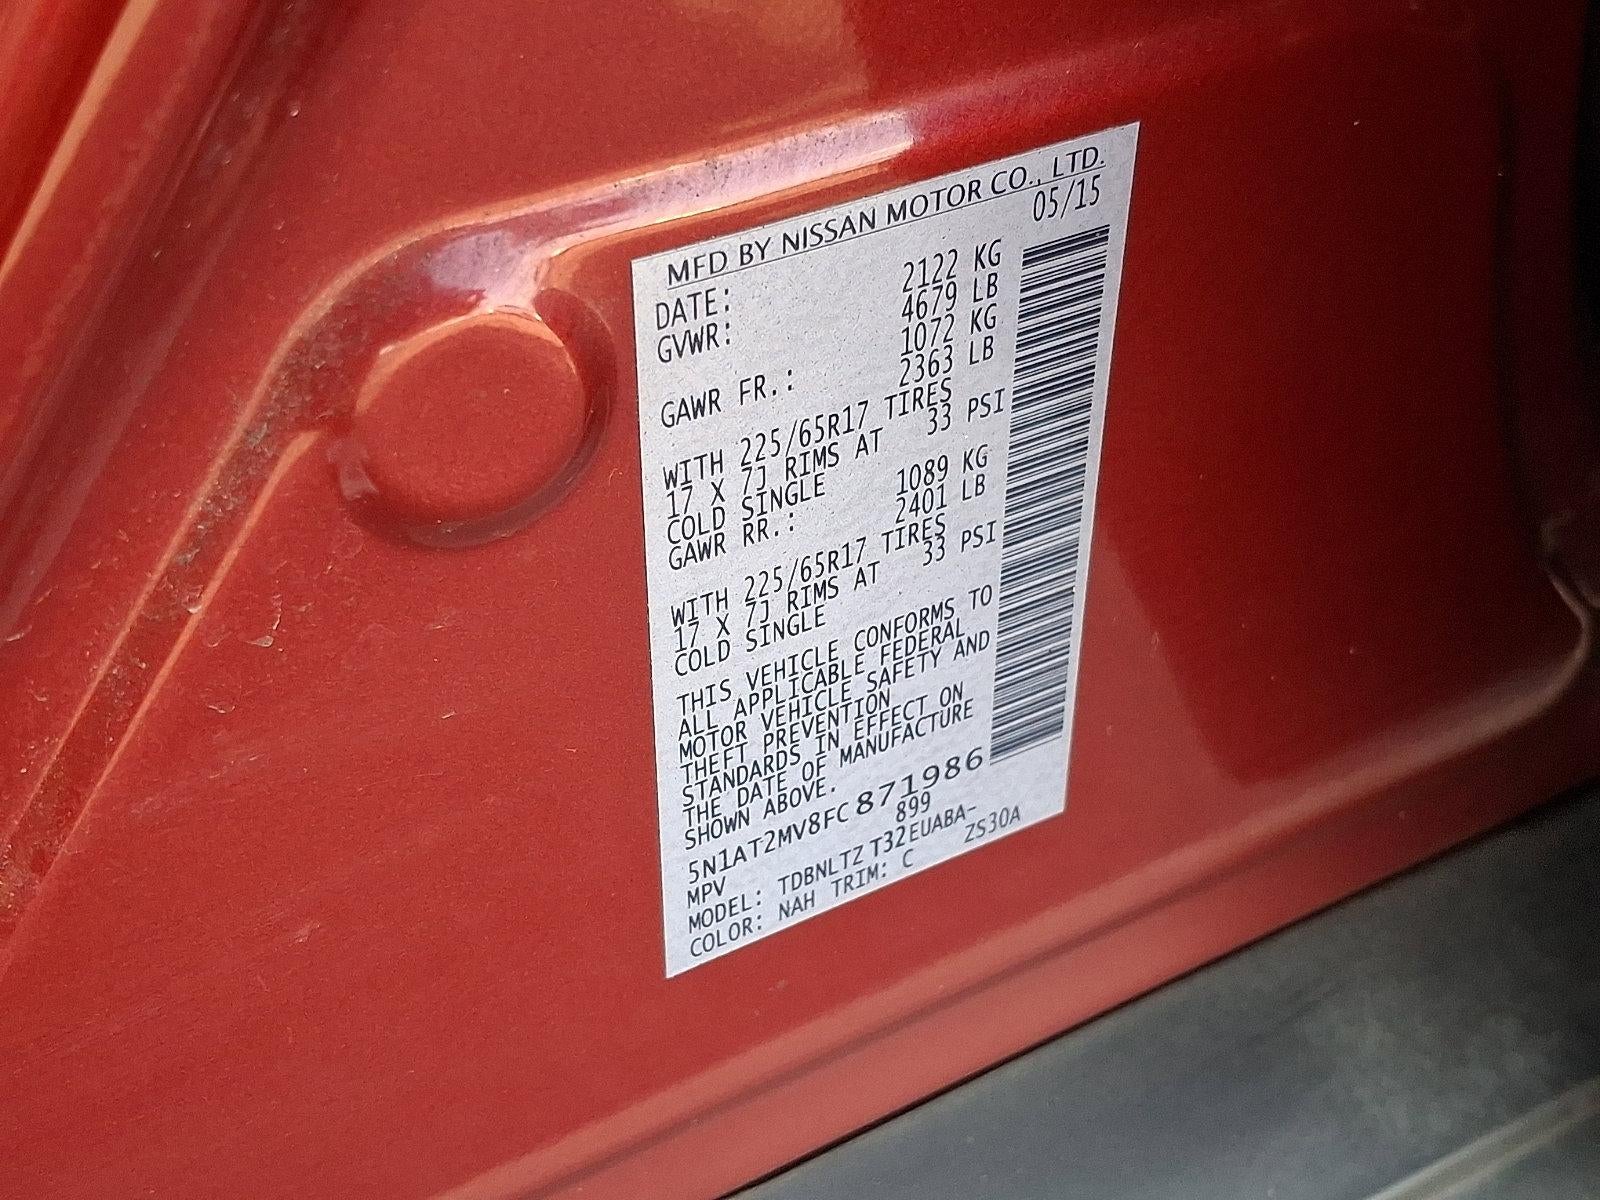 MFD BY NISSAN MOTOR CO., LTD.
DATE: 05/15
GVWR: 2122 KG
4679 LB
GAWR FR.: 1072 KG
2363 LB
WITH 225/65R17 TIRES
17 X 7J RIMS AT 33 PSI
COLD SINGLE
GAWR RR.: 1089 KG
2401 LB
WITH 225/65R17 TIRES
17 X 7J RIMS AT 33 PSI
COLD SINGLE
THIS VEHICLE CONFORMS TO
ALL APPLICABLE FEDERAL
MOTOR VEHICLE SAFETY AND
THEFT PREVENTION
STANDARDS IN EFFECT ON
THE DATE OF MANUFACTURE
SHOWN ABOVE.
5N1AT2MV8FC871986
MPV 899
MODEL: TDBNLTZ T32EUABA-
COLOR: NAH TRIM: C ZS30A